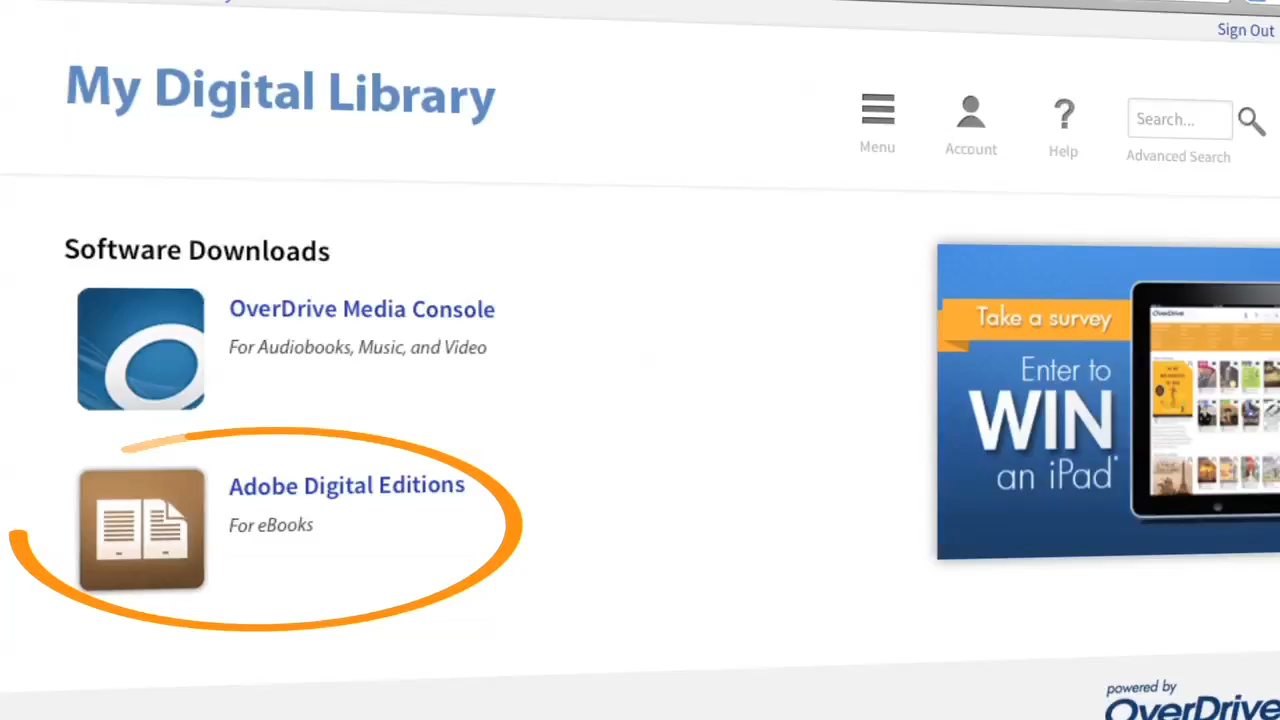 Sign Out
My Digital Library
Menu
Account
Help
Search...
Advanced Search
Software Downloads
OverDrive Media Console
For Audiobooks, Music, and Video
Adobe Digital Editions
For eBooks
Take a survey
Enter to
WIN
an iPad*
OverDrive
powered by
OverDrive